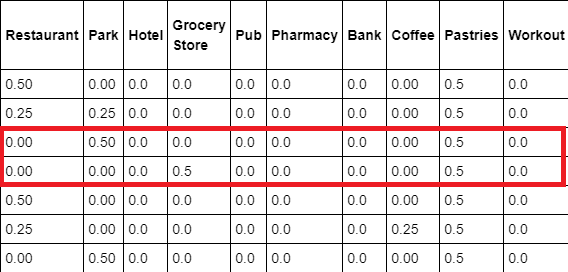 Restaurant Park Hotel Grocery Store Pub Pharmacy Bank Coffee Pastries Workout
0.50 0.00 0.0 0.0 0.0 0.0 0.0 0.00 0.5 0.0
0.25 0.25 0.0 0.0 0.0 0.0 0.0 0.00 0.5 0.0
0.00 0.50 0.0 0.0 0.0 0.0 0.0 0.00 0.5 0.0
0.00 0.00 0.0 0.5 0.0 0.0 0.0 0.00 0.5 0.0
0.50 0.00 0.0 0.0 0.0 0.0 0.0 0.00 0.5 0.0
0.25 0.00 0.0 0.0 0.0 0.0 0.0 0.25 0.5 0.0
0.00 0.50 0.0 0.0 0.0 0.0 0.0 0.00 0.5 0.0